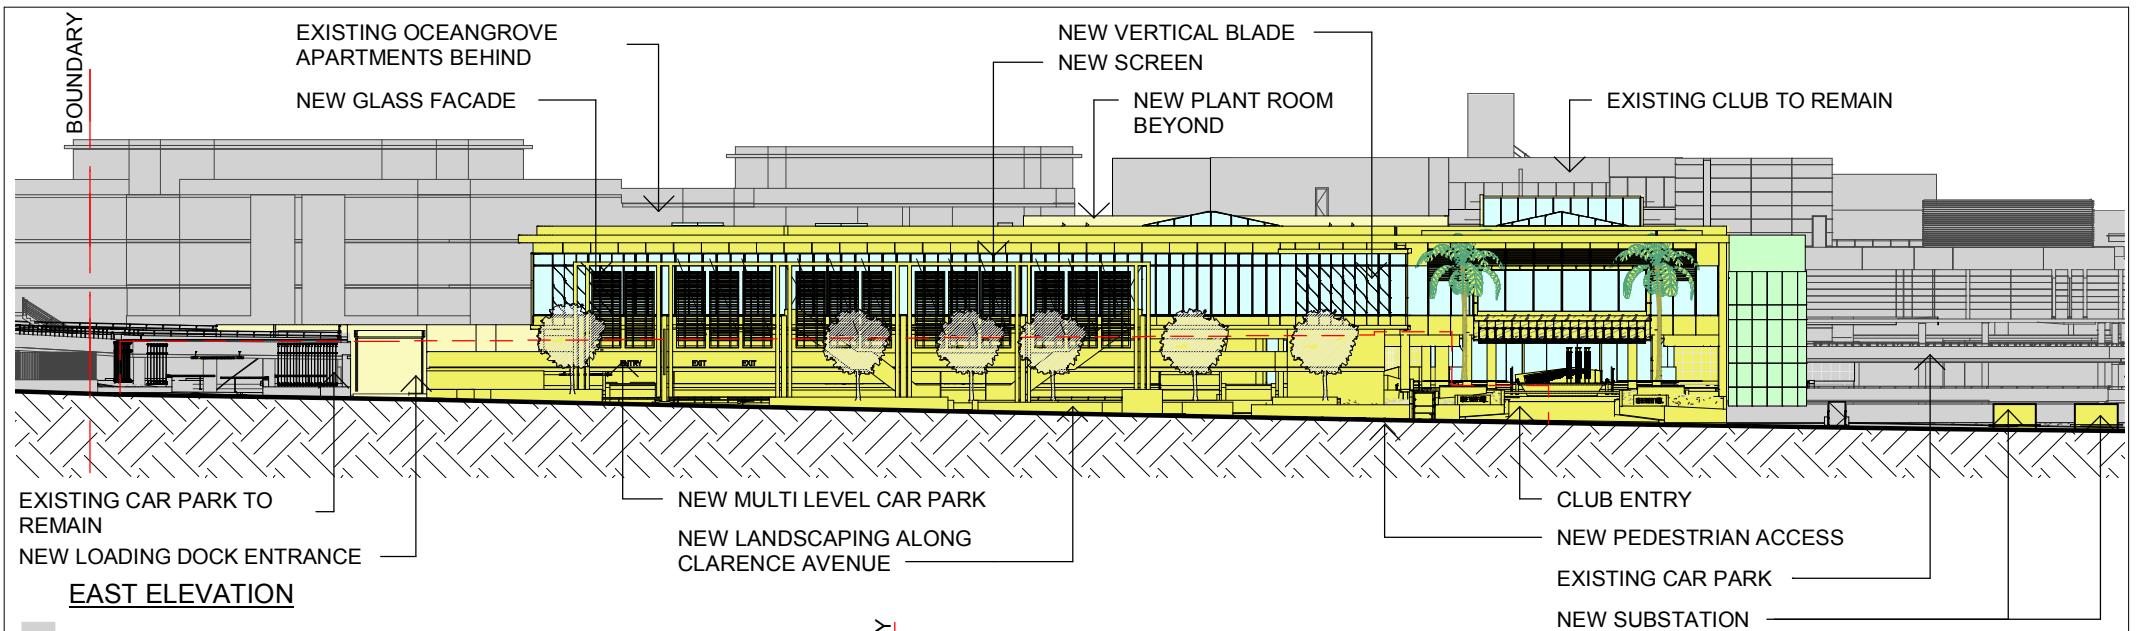 BOUNDARY
EXISTING OCEANGROVE
APARTMENTS BEHIND
NEW GLASS FACADE
NEW VERTICAL BLADE
NEW SCREEN
NEW PLANT ROOM
BEYOND
EXISTING CLUB TO REMAIN
ENTRY
EXIT
EXIT
EXISTING CAR PARK TO
REMAIN
NEW LOADING DOCK ENTRANCE
NEW MULTI LEVEL CAR PARK
NEW LANDSCAPING ALONG
CLARENCE AVENUE
CLUB ENTRY
NEW PEDESTRIAN ACCESS
EXISTING CAR PARK
NEW SUBSTATION
EAST ELEVATION
Y